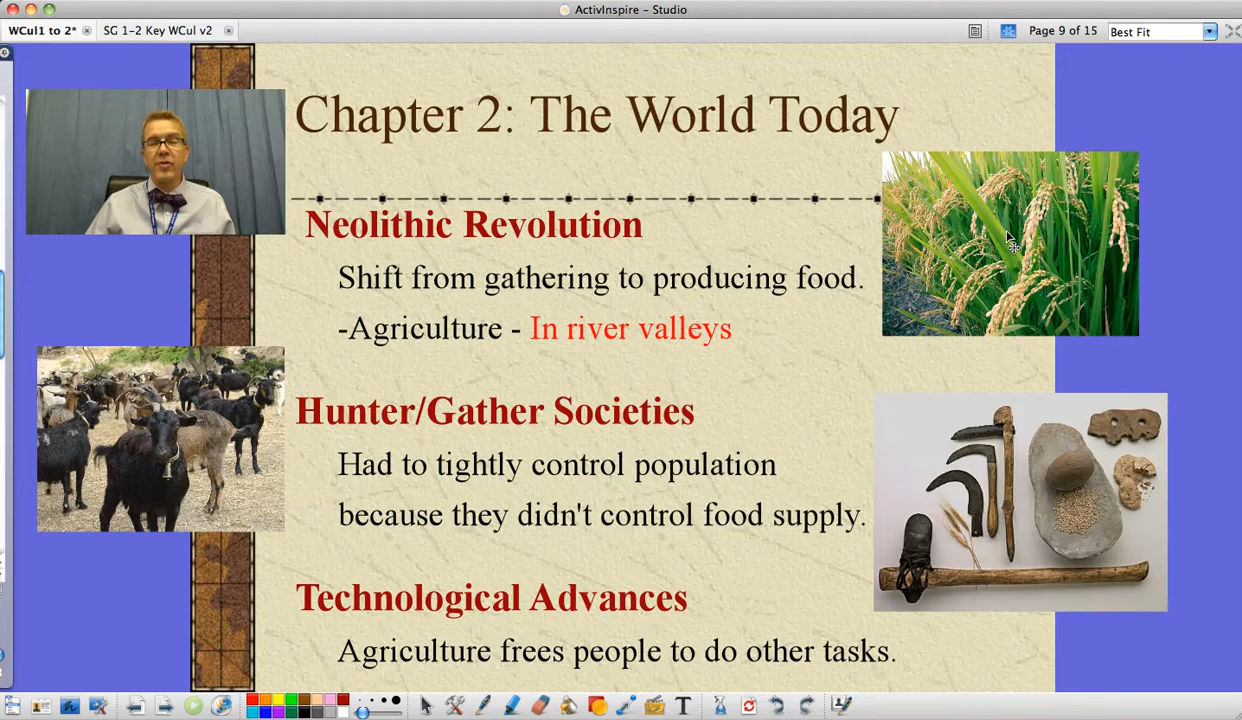 ActivInspire - Studio
WCul1 to 2*
SG 1-2 Key WCul v2
Page 9 of 15
Best Fit
Chapter 2: The World Today
Neolithic Revolution
Shift from gathering to producing food.
-Agriculture - In river valleys
Hunter/Gather Societies
Had to tightly control population
because they didn't control food supply.
Technological Advances
Agriculture frees people to do other tasks.
T